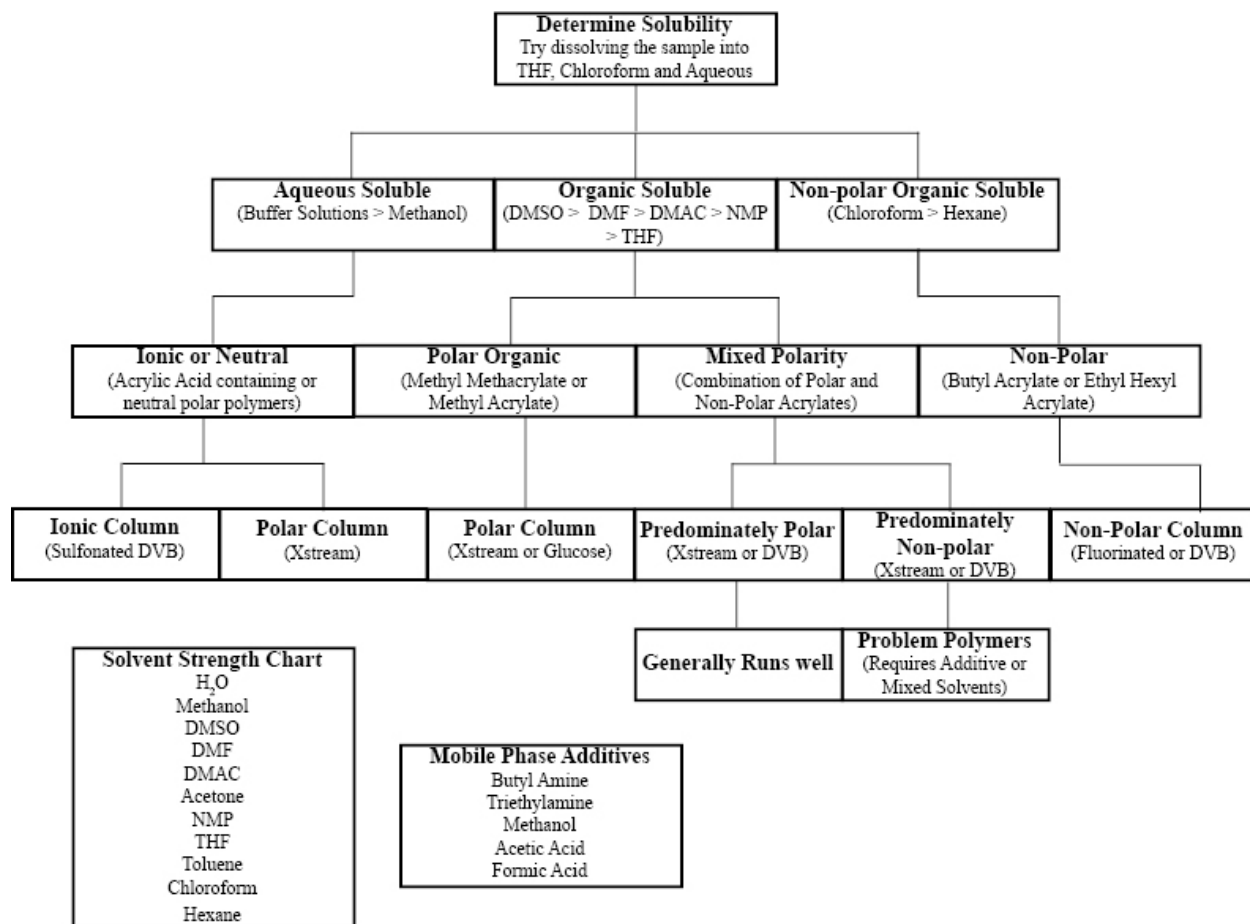 Determine Solubility
Try dissolving the sample into
THF, Chloroform and Aqueous
Aqueous Soluble
(Buffer Solutions > Methanol)
Organic Soluble
(DMSO > DMF > DMAC > NMP
> THF)
Non-polar Organic Soluble
(Chloroform > Hexane)
Ionic or Neutral
(Acrylic Acid containing or
neutral polar polymers)
Polar Organic
(Methyl Methacrylate or
Methyl Acrylate)
Mixed Polarity
(Combination of Polar and
Non-Polar Acrylates)
Non-Polar
(Butyl Acrylate or Ethyl Hexyl
Acrylate)
Ionic Column
(Sulfonated DVB)
Polar Column
(Xstream)
Polar Column
(Xstream or Glucose)
Predominately Polar
(Xstream or DVB)
Predominately
Non-polar
(Xstream or DVB)
Non-Polar Column
(Fluorinated or DVB)
Generally Runs well
Problem Polymers
(Requires Additive or
Mixed Solvents)
Solvent Strength Chart
H₂O
Methanol
DMSO
DMF
DMAC
Acetone
NMP
THF
Toluene
Chloroform
Hexane
Mobile Phase Additives
Butyl Amine
Triethylamine
Methanol
Acetic Acid
Formic Acid